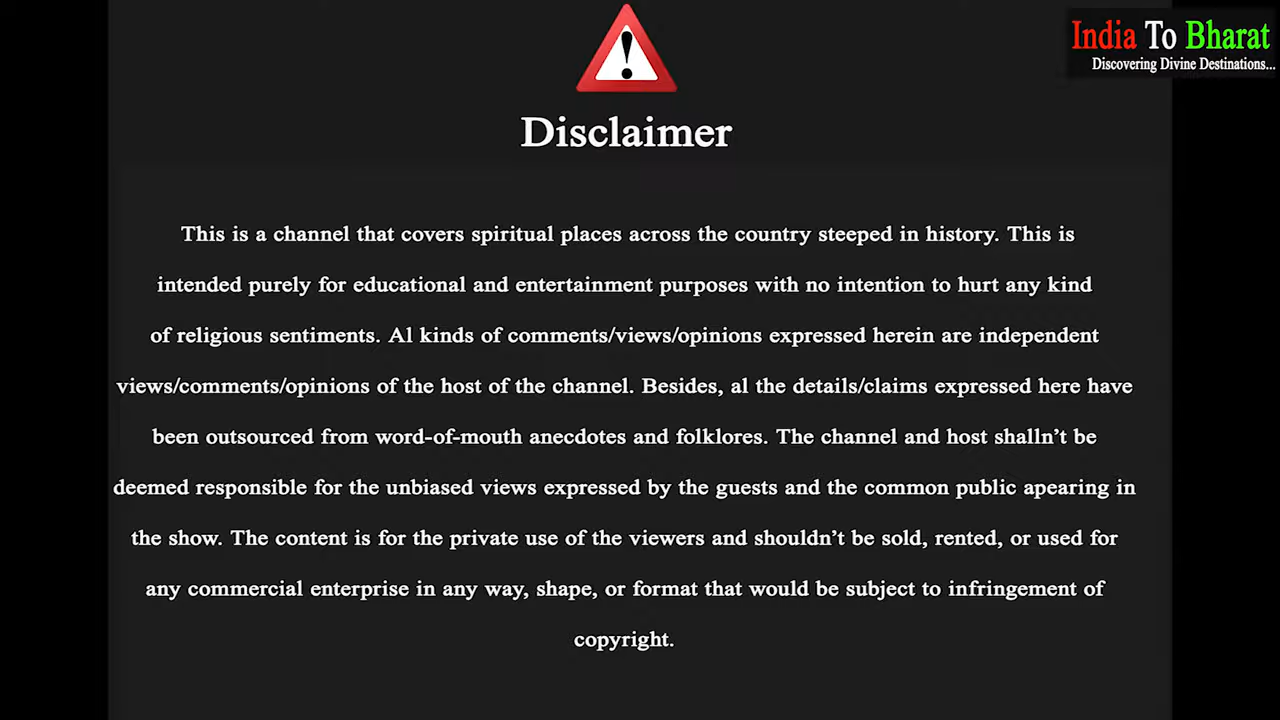 India To Bharat
Discovering Divine Destinations...
Disclaimer
This is a channel that covers spiritual places across the country steeped in history. This is
intended purely for educational and entertainment purposes with no intention to hurt any kind
of religious sentiments. Al kinds of comments/views/opinions expressed herein are independent
views/comments/opinions of the host of the channel. Besides, al the details/claims expressed here have
been outsourced from word-of-mouth anecdotes and folklores. The channel and host shalln’t be
deemed responsible for the unbiased views expressed by the guests and the common public apearing in
the show. The content is for the private use of the viewers and shouldn’t be sold, rented, or used for
any commercial enterprise in any way, shape, or format that would be subject to infringement of
copyright.